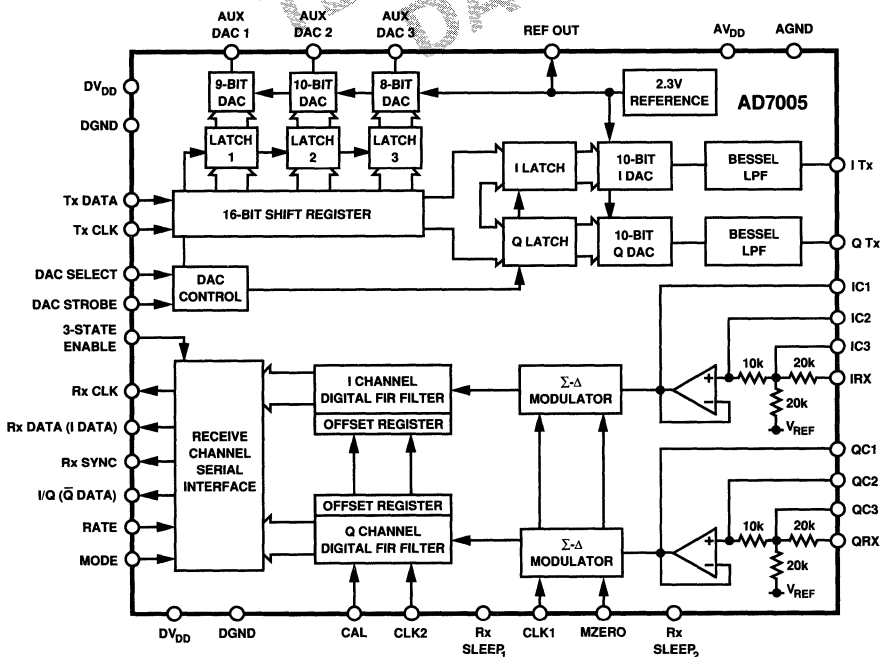 AUX DAC 1
AUX DAC 2
AUX DAC 3
REF OUT
AVDD
AGND
DVDD
DGND
9-BIT DAC
10-BIT DAC
8-BIT DAC
2.3V REFERENCE
AD7005
LATCH 1
LATCH 2
LATCH 3
I LATCH
10-BIT I DAC
BESSEL LPF
I Tx
Tx DATA
Tx CLK
16-BIT SHIFT REGISTER
Q LATCH
10-BIT Q DAC
BESSEL LPF
Q Tx
DAC SELECT
DAC STROBE
DAC CONTROL
IC1
IC2
IC3
IRX
3-STATE ENABLE
Rx CLK
Rx DATA (I DATA)
Rx SYNC
I/Q (Q̅ DATA)
RATE
MODE
RECEIVE CHANNEL SERIAL INTERFACE
I CHANNEL DIGITAL FIR FILTER
OFFSET REGISTER
Σ-Δ MODULATOR
+
−
10k
20k
20k
VREF
OFFSET REGISTER
Q CHANNEL DIGITAL FIR FILTER
Σ-Δ MODULATOR
QC1
QC2
QC3
QRX
+
−
10k
20k
20k
VREF
DVDD
DGND
CAL
CLK2
Rx SLEEP1
CLK1
MZERO
Rx SLEEP2